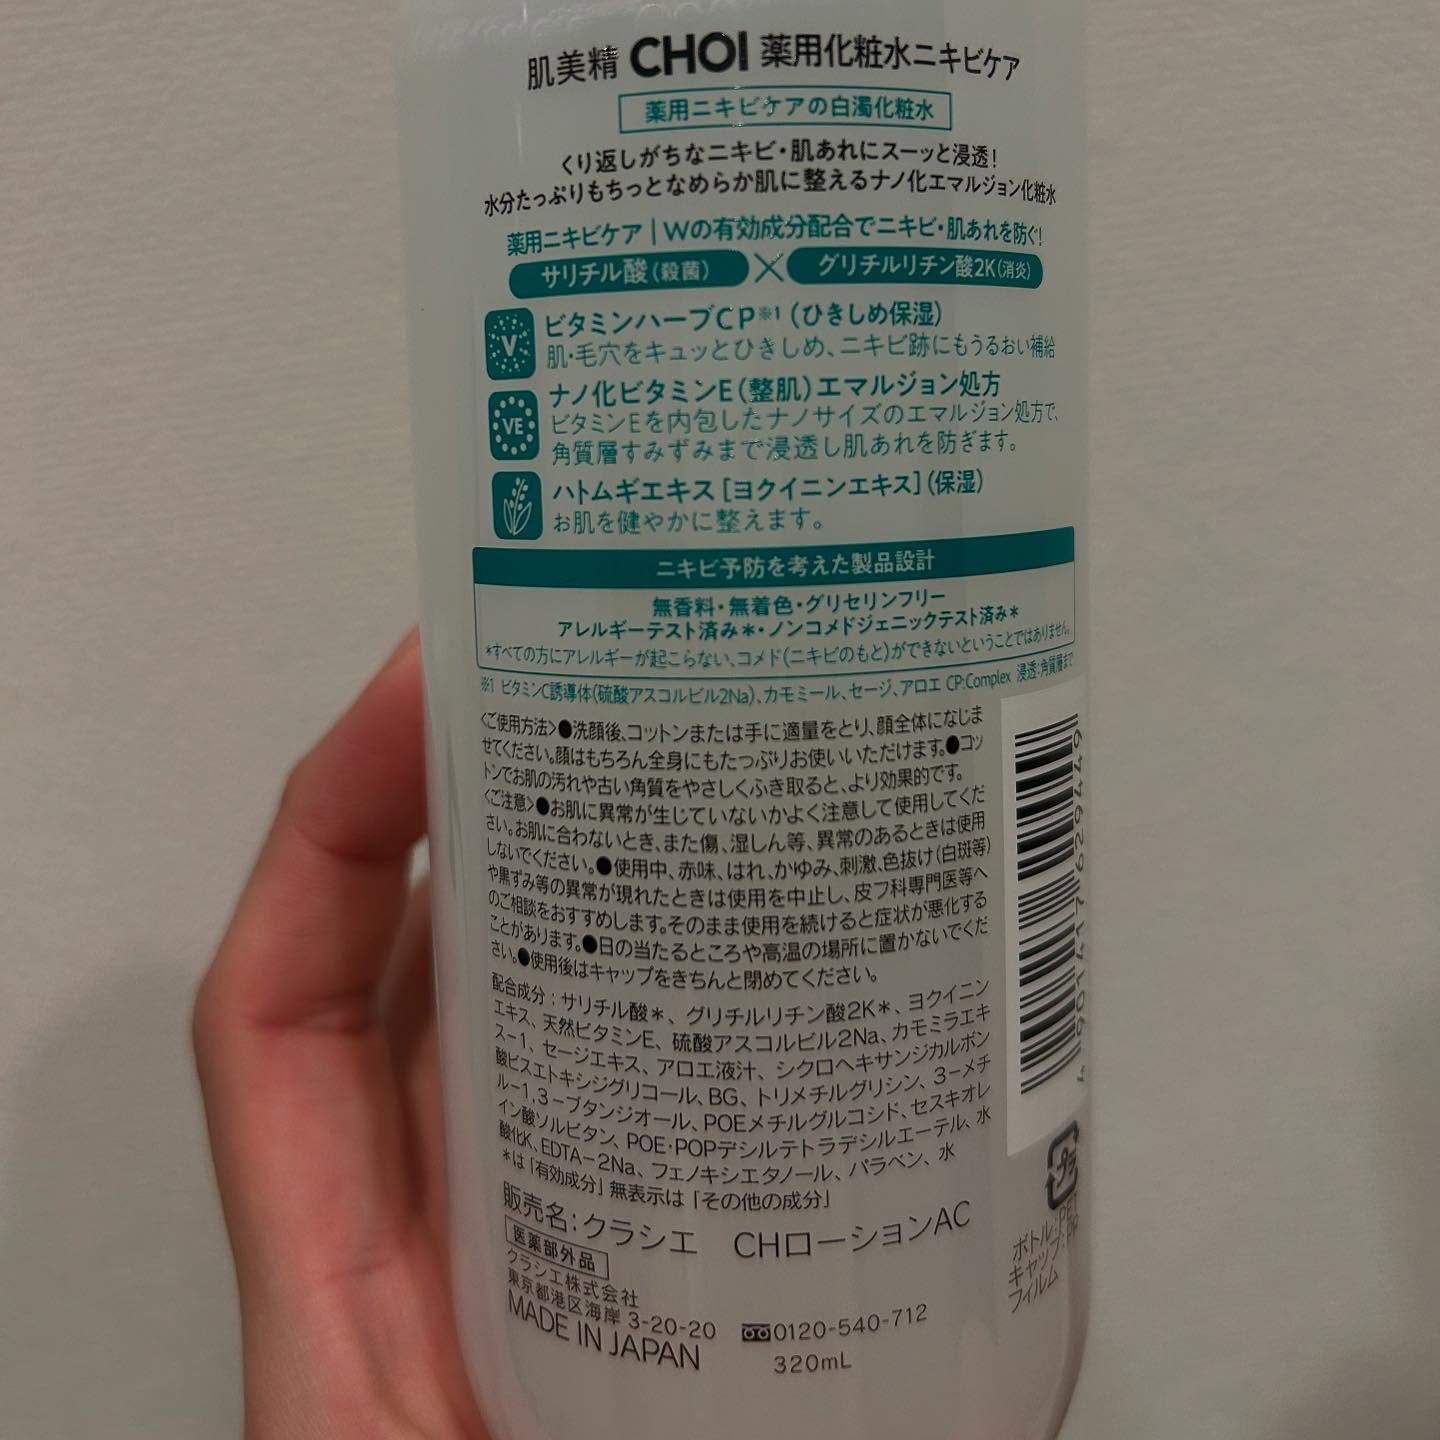 肌美精 CHOI 薬用化粧水ニキビケア
薬用ニキビケアの白濁化粧水
くり返しがちなニキビ・肌あれにスーッと浸透!
水分たっぷりもちっとなめらか肌に整えるナノ化エマルジョン化粧水
薬用ニキビケア | Wの有効成分配合でニキビ・肌あれを防ぐ!
サリチル酸(殺菌) × グリチルリチン酸2K(消炎)
V ビタミンハーブCP※1(ひきしめ保湿)
肌・毛穴をキュッとひきしめ、ニキビ跡にもうるおい補給
VE ナノ化ビタミンE(整肌)エマルジョン処方
ビタミンEを内包したナノサイズのエマルジョン処方で、
角質層すみずみまで浸透し肌あれを防ぎます。
ハトムギエキス[ヨクイニンエキス](保湿)
お肌を健やかに整えます。
ニキビ予防を考えた製品設計
無香料・無着色・グリセリンフリー
アレルギーテスト済み*・ノンコメドジェニックテスト済み*
*すべての方にアレルギーが起こらない、コメド(ニキビのもと)ができないということではありません。
※1 ビタミンC誘導体(硫酸アスコルビル2Na)、カモミール、セージ、アロエ CP:Complex 浸透:角質層まで
<ご使用方法>●洗顔後、コットンまたは手に適量をとり、顔全体になじま
せてください。顔はもちろん全身にもたっぷりお使いいただけます。●コッ
トンでお肌の汚れや古い角質をやさしくふき取ると、より効果的です。
<ご注意>●お肌に異常が生じていないかよく注意して使用してくだ
さい。お肌に合わないとき、また傷、湿しん等、異常のあるときは使用
しないでください。●使用中、赤味、はれ、かゆみ、刺激、色抜け(白斑等)
や黒ずみ等の異常が現れたときは使用を中止し、皮フ科専門医等へ
のご相談をおすすめします。そのまま使用を続けると症状が悪化する
ことがあります。●日の当たるところや高温の場所に置かないでくだ
さい。●使用後はキャップをきちんと閉めてください。
配合成分:サリチル酸*、グリチルリチン酸2K*、ヨクイニン
エキス、天然ビタミンE、硫酸アスコルビル2Na、カモミラエキ
ス-1、セージエキス、アロエ液汁、シクロヘキサンジカルボン
酸ビスエトキシジグリコール、BG、トリメチルグリシン、3-メチ
ル-1,3-ブタンジオール、POEメチルグルコシド、セスキオレ
イン酸ソルビタン、POE・POPデシルテトラデシルエーテル、水
酸化K、EDTA-2Na、フェノキシエタノール、パラベン、水
*は「有効成分」無表示は「その他の成分」
販売名:クラシエ CHローションAC
医薬部外品
クラシエ株式会社
東京都港区海岸 3-20-20
MADE IN JAPAN
0120-540-712
320mL
プラ
ボトル:PET
キャップ:PP
フィルム